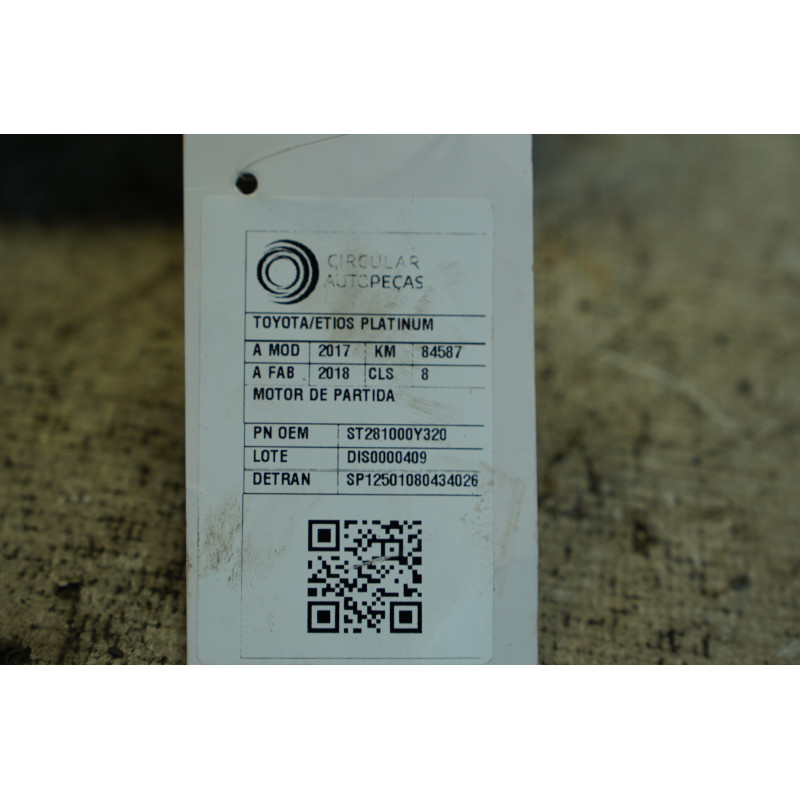 CIRCULAR
AUTOPEÇAS
TOYOTA/ETIOS PLATINUM
A MOD 2017 KM 84587
A FAB 2018 CLS 8
MOTOR DE PARTIDA
PN OEM ST281000Y320
LOTE DIS0000409
DETRAN SP12501080434026